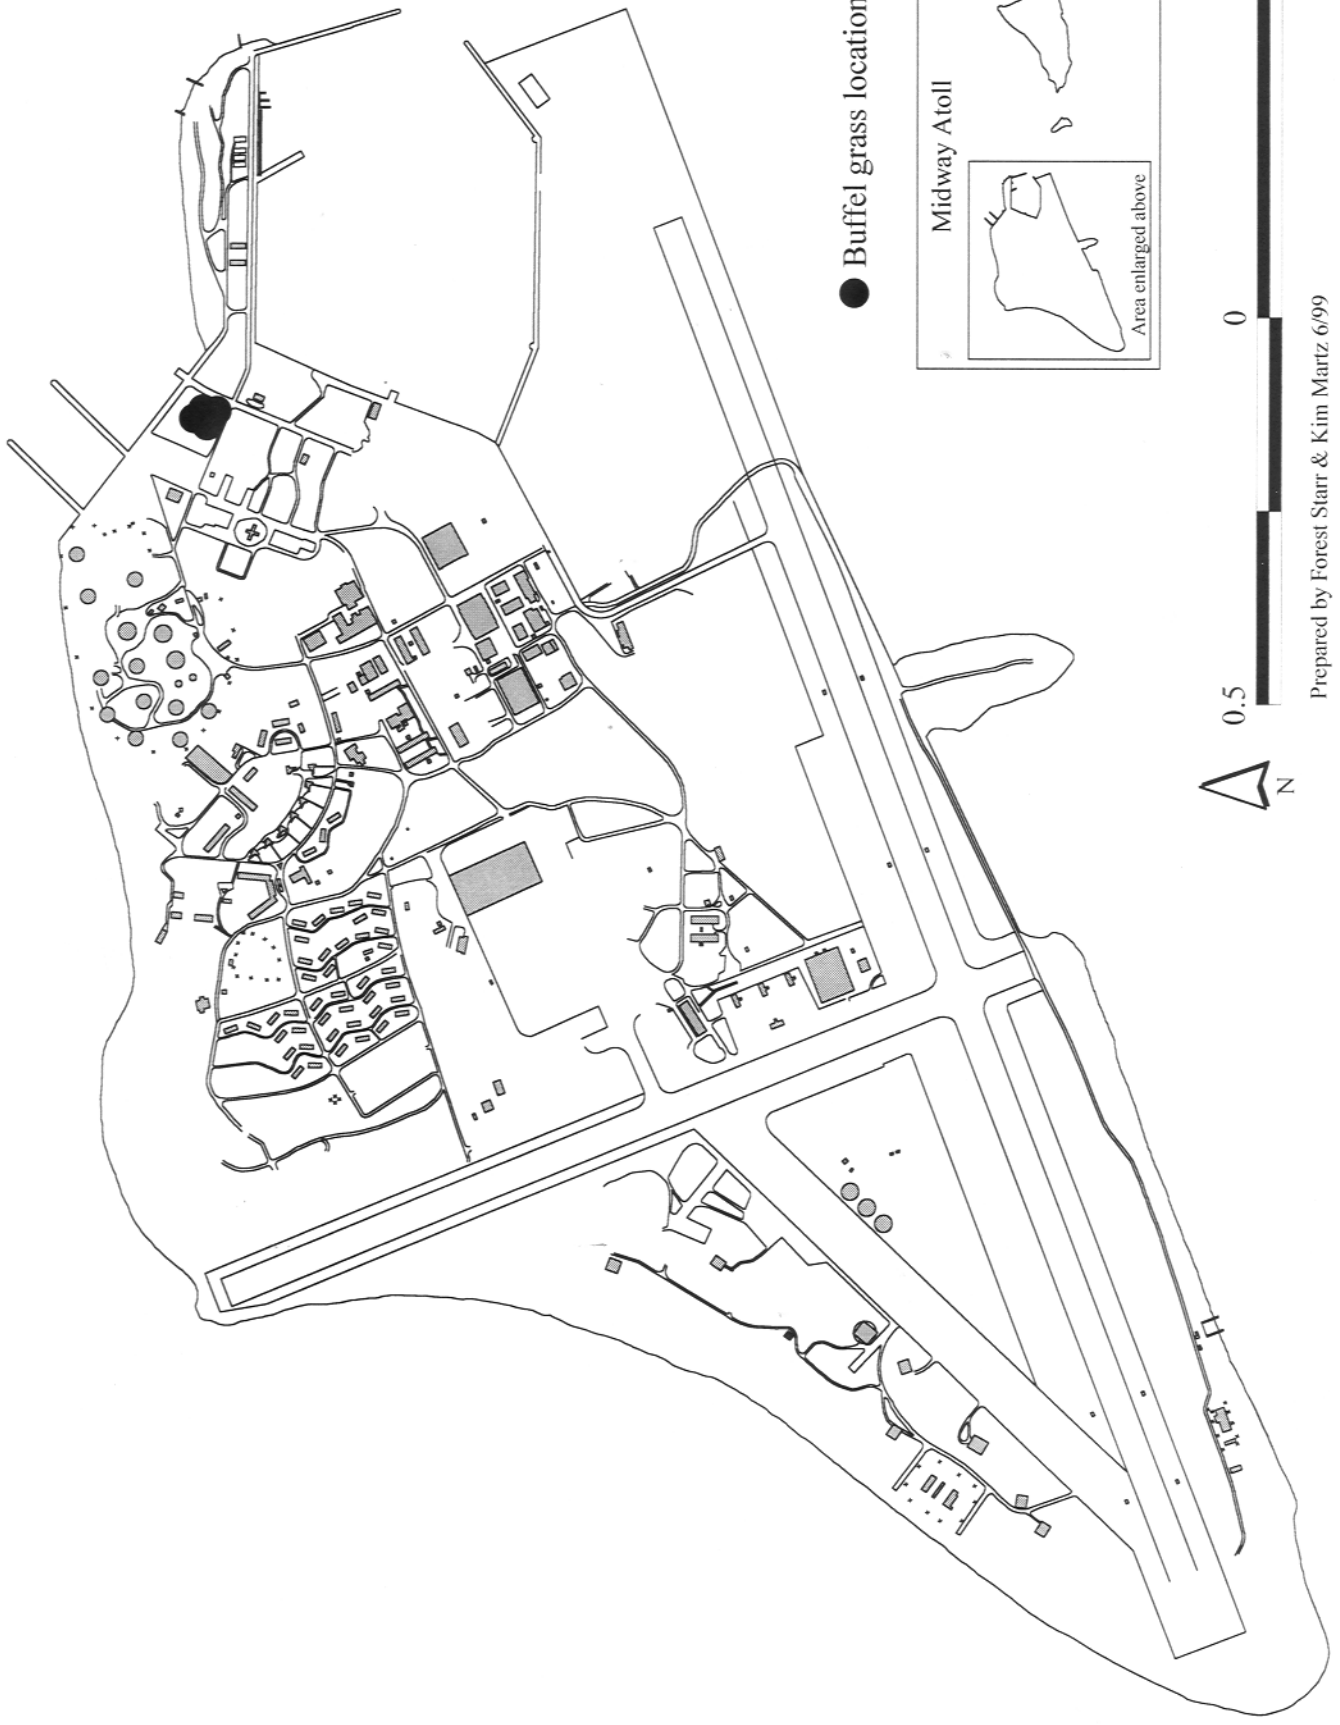 Buffel grass location
Midway Atoll
Area enlarged above
0.5
0
N
Prepared by Forest Starr & Kim Martz 6/99